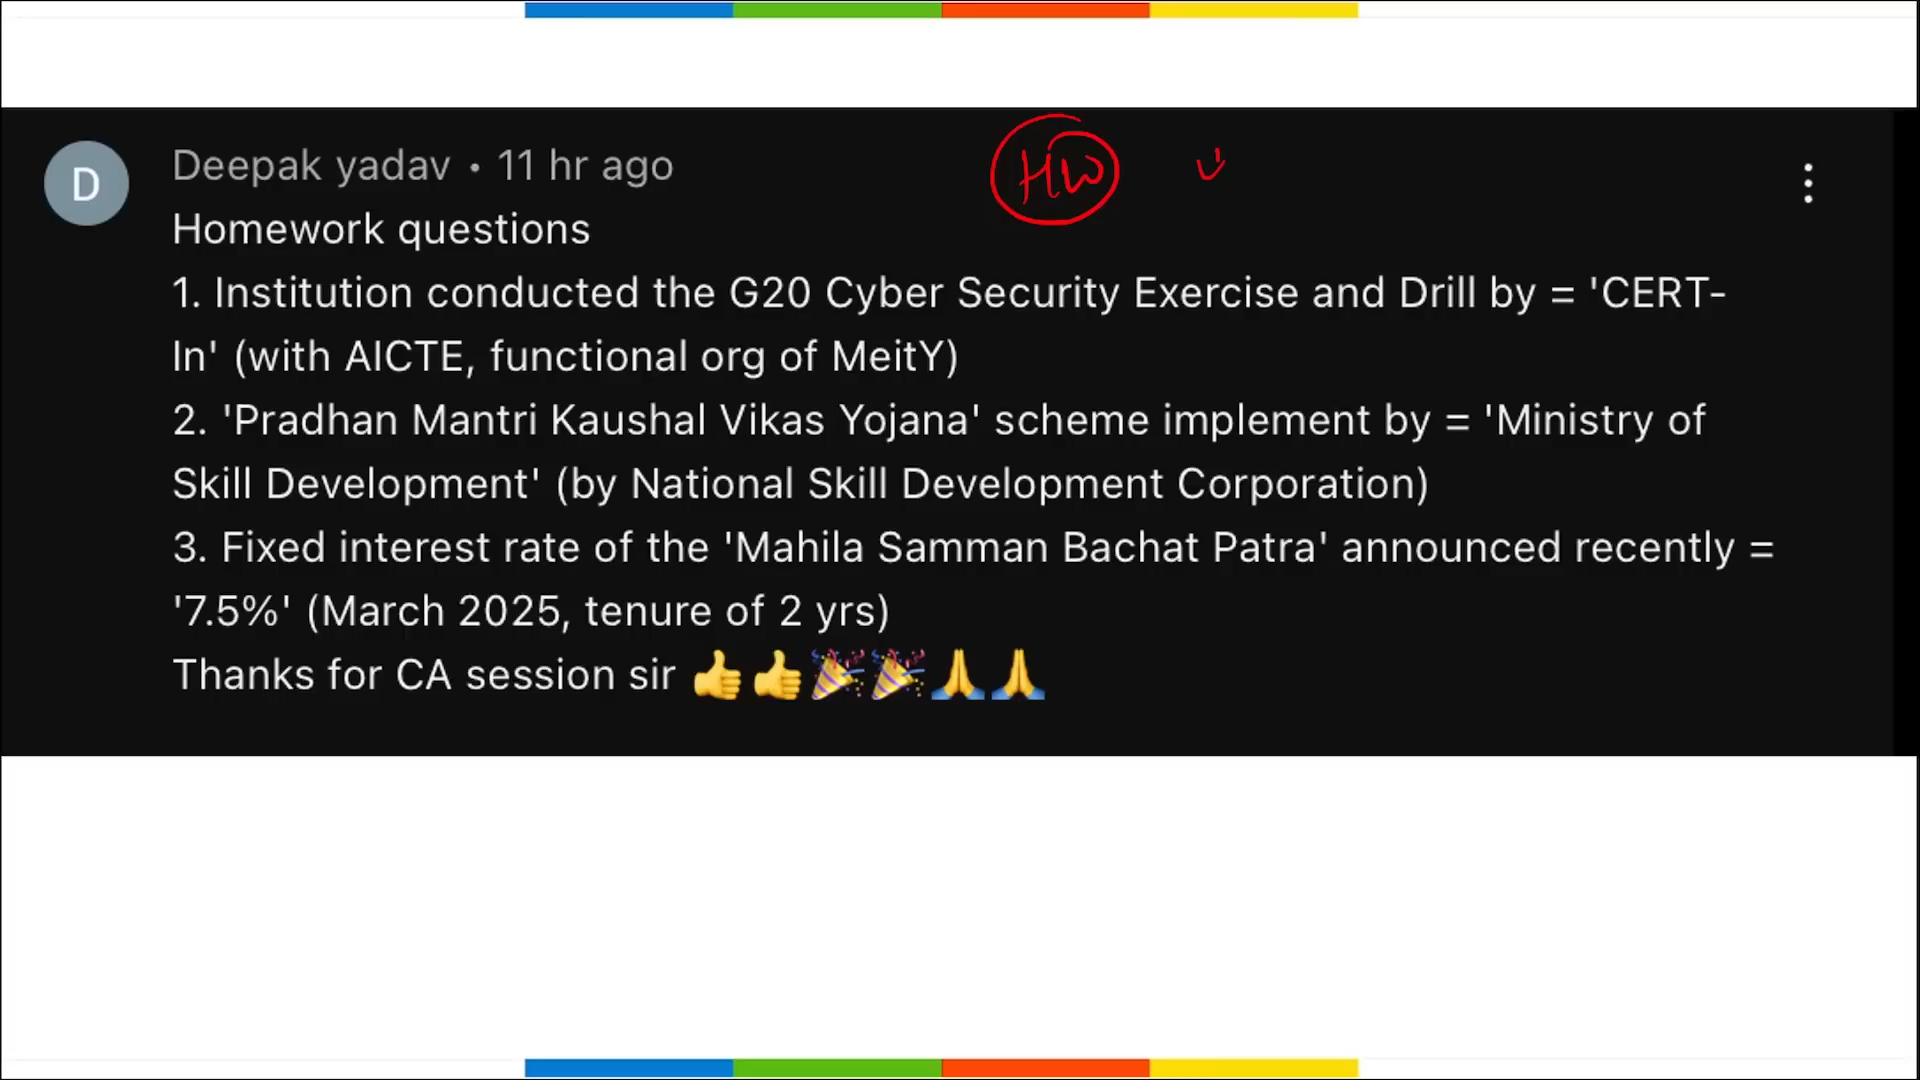 D
Deepak yadav • 11 hr ago
HW
Homework questions
1. Institution conducted the G20 Cyber Security Exercise and Drill by = 'CERT-
In' (with AICTE, functional org of MeitY)
2. 'Pradhan Mantri Kaushal Vikas Yojana' scheme implement by = 'Ministry of
Skill Development' (by National Skill Development Corporation)
3. Fixed interest rate of the 'Mahila Samman Bachat Patra' announced recently =
'7.5%' (March 2025, tenure of 2 yrs)
Thanks for CA session sir 👍👍🎉🎉🙏🙏